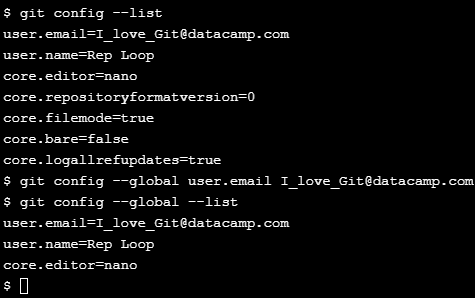 $ git config --list
user.email=I_love_Git@datacamp.com
user.name=Rep Loop
core.editor=nano
core.repositoryformatversion=0
core.filemode=true
core.bare=false
core.logallrefupdates=true
$ git config --global user.email I_love_Git@datacamp.com
$ git config --global --list
user.email=I_love_Git@datacamp.com
user.name=Rep Loop
core.editor=nano
$